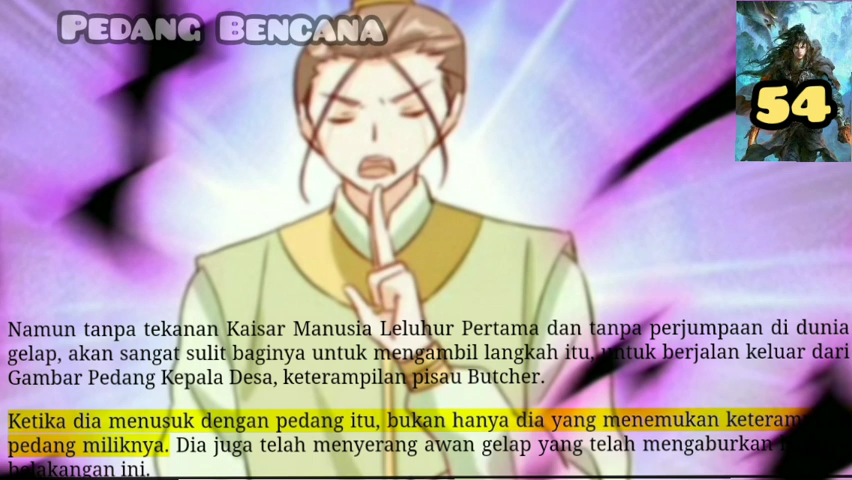 PEDANG BENCANA
54
Namun tanpa tekanan Kaisar Manusia Leluhur Pertama dan tanpa perjumpaan di dunia
gelap, akan sangat sulit baginya untuk mengambil langkah itu, untuk berjalan keluar dari
Gambar Pedang Kepala Desa, keterampilan pisau Butcher.
Ketika dia menusuk dengan pedang itu, bukan hanya dia yang menemukan
pedang miliknya. Dia juga telah menyerang awan gelap yang telah mengaburkan
belakangan ini.